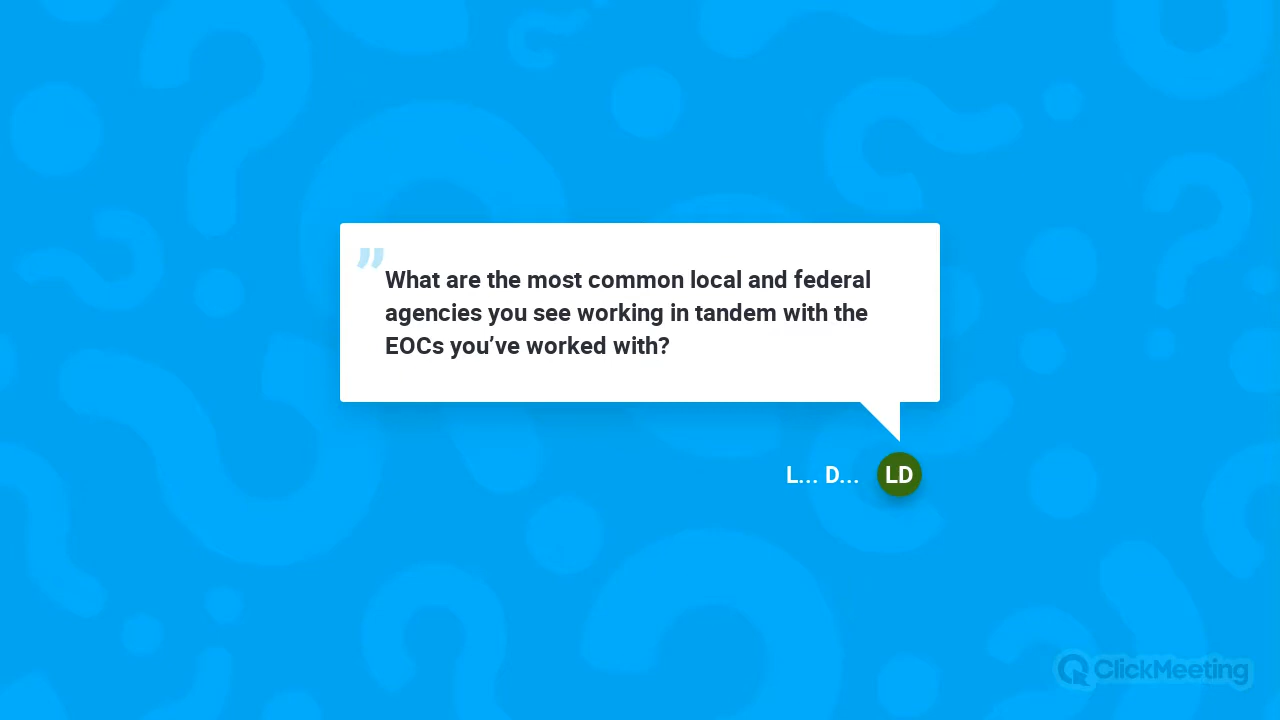 ”
What are the most common local and federal
agencies you see working in tandem with the
EOCs you’ve worked with?
L... D... LD
ClickMeeting